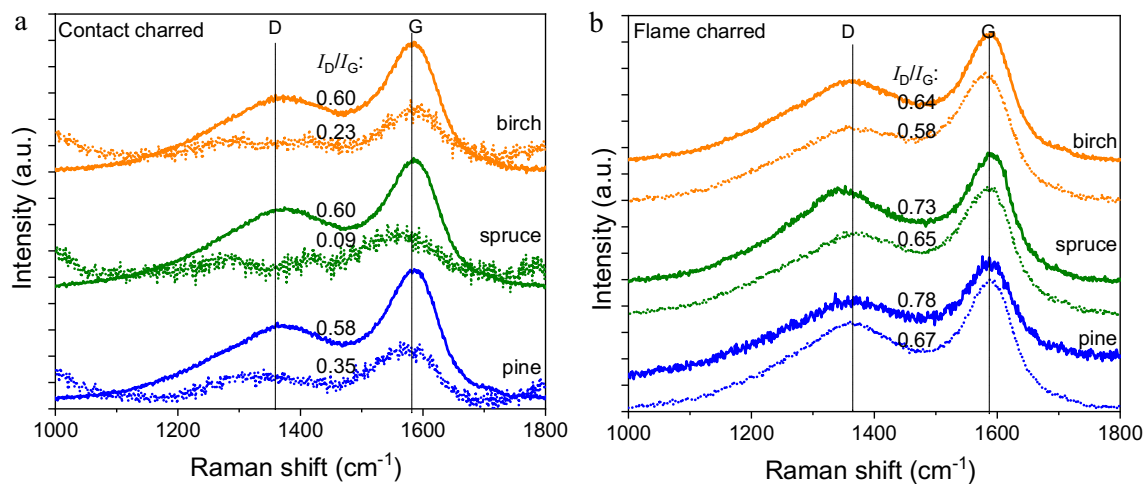 a
Contact charred
D
G
I_D/I_G:
0.60
0.23
birch
0.60
0.09
spruce
0.58
0.35
pine
Intensity (a.u.)
1000
1200
1400
1600
1800
Raman shift (cm⁻¹)
b
Flame charred
D
G
I_D/I_G:
0.64
0.58
birch
0.73
0.65
spruce
0.78
0.67
pine
Intensity (a.u.)
1000
1200
1400
1600
1800
Raman shift (cm⁻¹)